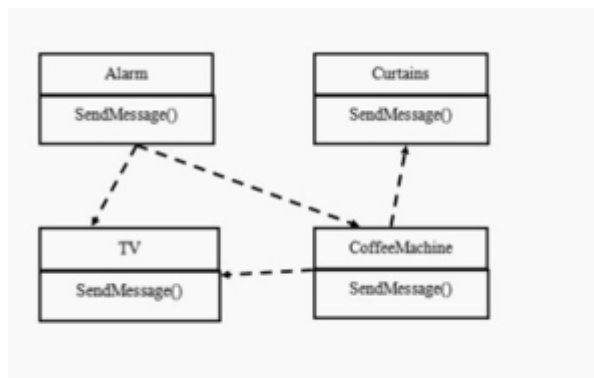 Alarm
SendMessage()
Curtains
SendMessage()
TV
SendMessage()
CoffeeMachine
SendMessage()